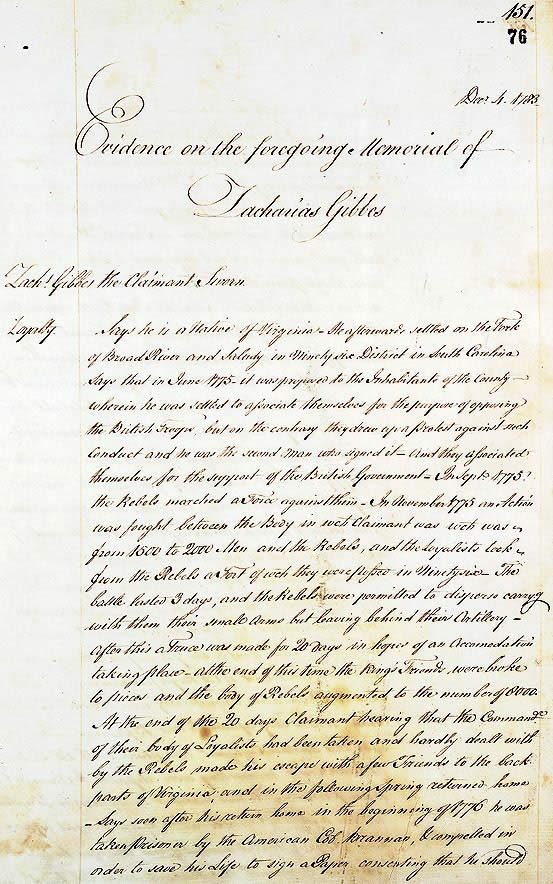 151.
76
Decr. 4. 1783.
Evidence on the foregoing Memorial of
Zacharias Gibbes
Zachs. Gibbes the Claimant Sworn.
Loyalty
Says he is a Native of Virginia - He afterwards settled on the Fork
of Broad River and Saludy in Ninety Six District in South Carolina
Says that in June 1775 - it was proposed to the Inhabitants of the County
wherein he was settled to associate themselves for the purpose of opposing
the British Troops but on the contrary they drew up a Protest against such
Conduct and he was the second man who signed it - And they associated
themselves for the support of the British Government - In Sept. 1775
the Rebels marched a Force against them - In November 1775 an Action
was fought between the Body in wch Claimant was wch was
from 1500 to 2000 Men and the Rebels, and the Loyalists took
from the Rebels a Fort of wch they were possessed in Ninety six - The
battle lasted 3 days, and the Rebels were permitted to disperse carryg
with them their small Arms but leaving behind their Artillery -
After this a Truce was made for 20 days in hopes of an Accomodation
taking place - at the end of this time the King's Friends were broke
to pieces and the body of Rebels augmented to the number of 8000.
At the end of the 20 days Claimant hearing that the Commandr
of their body of Loyalists had been taken and hardly dealt with
by the Rebels made his escape with a few Friends to the back
parts of Virginia and in the following Spring returned home
- Says soon after his return home in the beginning of 1776 he was
taken Prisoner by the American Col. Brannan, & compelled in
order to save his Life to sign a Paper consenting that he should